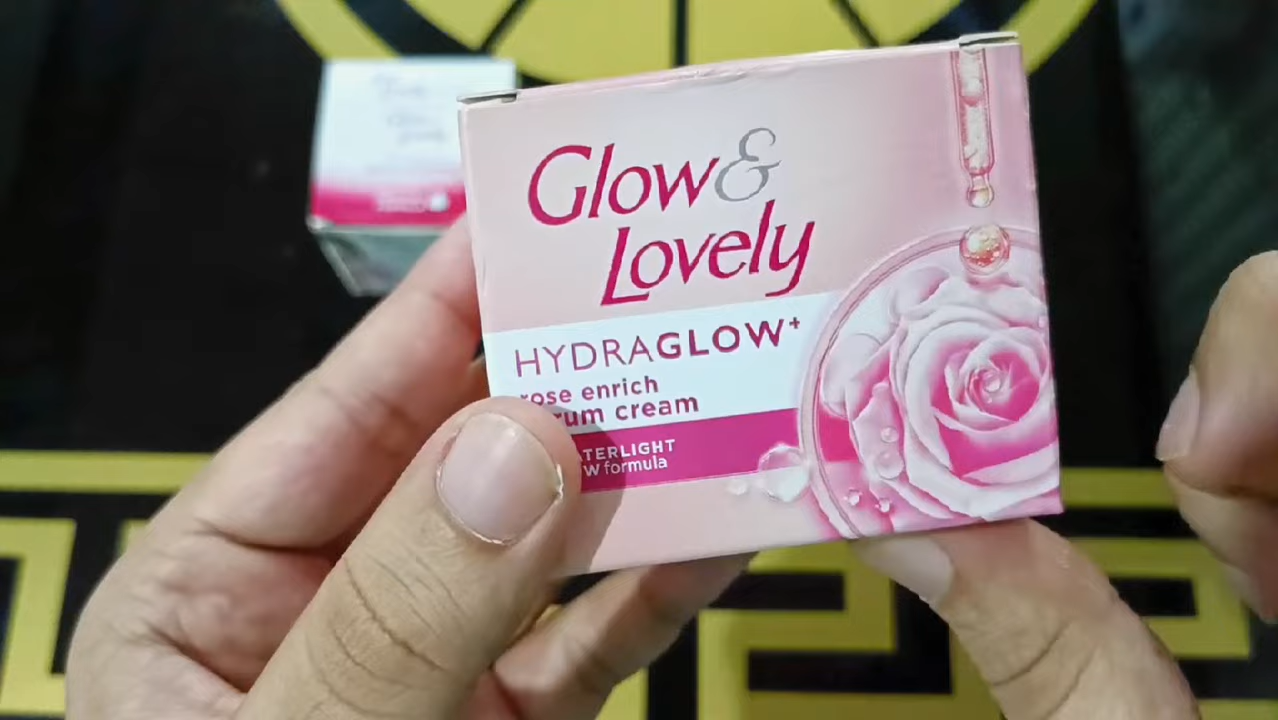 Glow &
Lovely
HYDRAGLOW+
rose enrich
rum cream
TERLIGHT
W formula